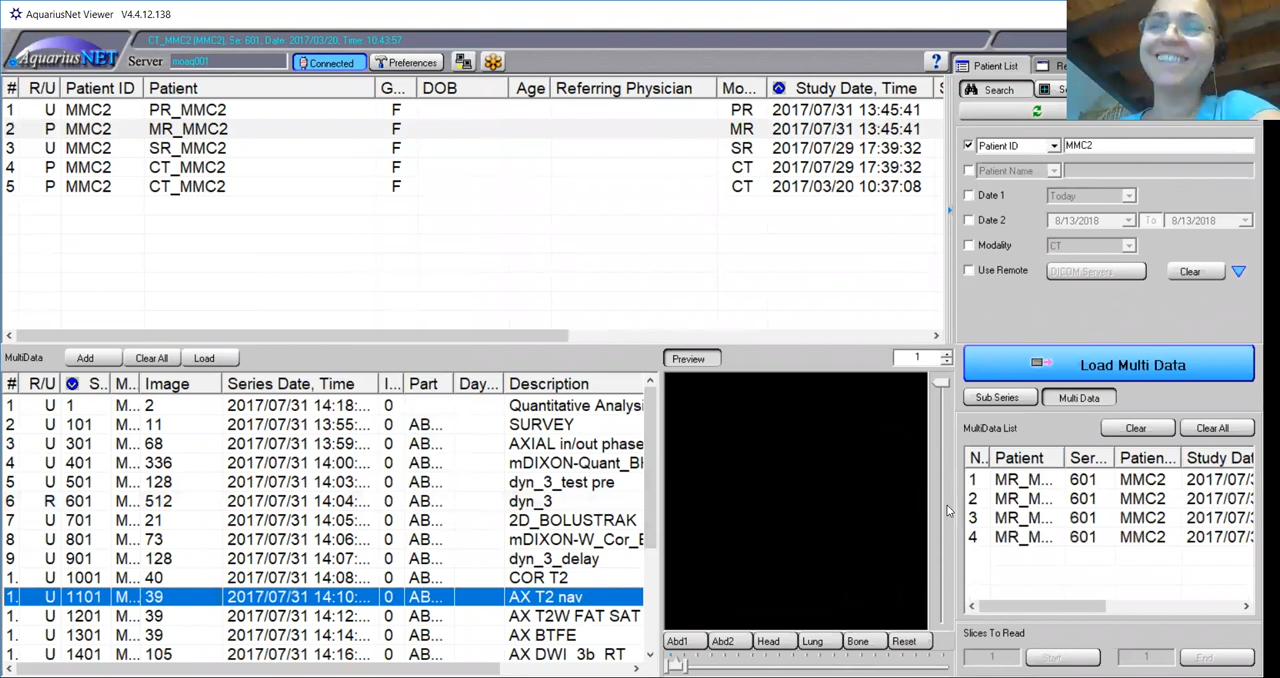 AquariusNet Viewer V4.4.12.138
CT_MMC2 (MMC2), Se: 601, Date: 2017/03/20, Time: 10:43:57
AquariusNET Server moaq001 Connected Preferences ?
Patient List
Search
# R/U Patient ID Patient G... DOB Age Referring Physician Mo... Study Date, Time
1 U MMC2 PR_MMC2 F PR 2017/07/31 13:45:41
2 P MMC2 MR_MMC2 F MR 2017/07/31 13:45:41
3 U MMC2 SR_MMC2 F SR 2017/07/29 17:39:32
4 P MMC2 CT_MMC2 F CT 2017/07/29 17:39:32
5 P MMC2 CT_MMC2 F CT 2017/03/20 10:37:08
Patient ID MMC2
Patient Name
Date 1 Today
Date 2 8/13/2018 To 8/13/2018
Modality CT
Use Remote DICOM Servers Clear
MultiData Add Clear All Load
# R/U S... M... Image Series Date, Time I... Part Day... Description
1 U 1 M... 2 2017/07/31 14:18:... 0 Quantitative Analysi
2 U 101 M... 11 2017/07/31 13:55:... 0 AB... SURVEY
3 U 301 M... 68 2017/07/31 13:59:... 0 AB... AXIAL in/out phase
4 U 401 M... 336 2017/07/31 14:00:... 0 AB... mDIXON-Quant_BH
5 U 501 M... 128 2017/07/31 14:03:... 0 AB... dyn_3_test pre
6 R 601 M... 512 2017/07/31 14:04:... 0 AB... dyn_3
7 U 701 M... 21 2017/07/31 14:05:... 0 AB... 2D_BOLUSTRAK
8 U 801 M... 73 2017/07/31 14:06:... 0 AB... mDIXON-W_Cor_B
9 U 901 M... 128 2017/07/31 14:07:... 0 AB... dyn_3_delay
1. U 1001 M... 40 2017/07/31 14:08:... 0 AB... COR T2
1. U 1101 M... 39 2017/07/31 14:10:... 0 AB... AX T2 nav
1. U 1201 M... 39 2017/07/31 14:12:... 0 AB... AX T2W FAT SAT
1. U 1301 M... 39 2017/07/31 14:14:... 0 AB... AX BTFE
1. U 1401 M... 105 2017/07/31 14:16:... 0 AB... AX DWI_3b_RT
Preview 1
Abd1 Abd2 Head Lung Bone Reset
Load Multi Data
Sub Series Multi Data
MultiData List Clear Clear All
N.. Patient Ser... Patien... Study Dat
1 MR_M... 601 MMC2 2017/07/3
2 MR_M... 601 MMC2 2017/07/3
3 MR_M... 601 MMC2 2017/07/3
4 MR_M... 601 MMC2 2017/07/3
Slices To Read
1 Start 1 End